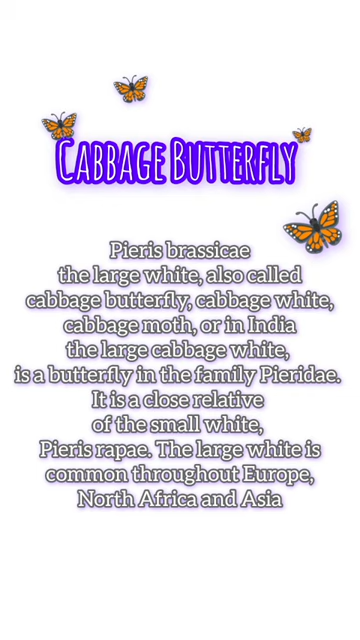 Cabbage Butterfly
Pieris brassicae
the large white, also called
cabbage butterfly, cabbage white,
cabbage moth, or in India
the large cabbage white,
is a butterfly in the family Pieridae.
It is a close relative
of the small white,
Pieris rapae. The large white is
common throughout Europe,
North Africa and Asia